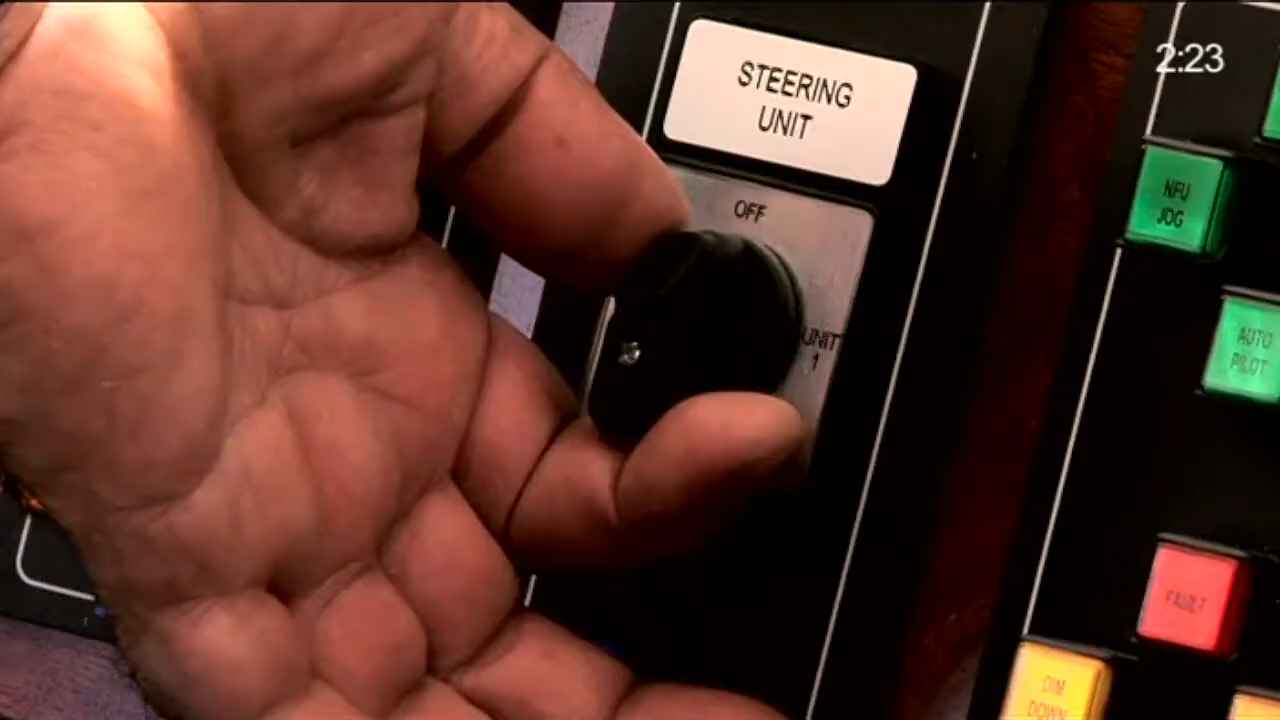 2:23
STEERING
UNIT
OFF
UNIT
1
NFU
JOG
AUTO
PILOT
FAULT
DIM
DOWN